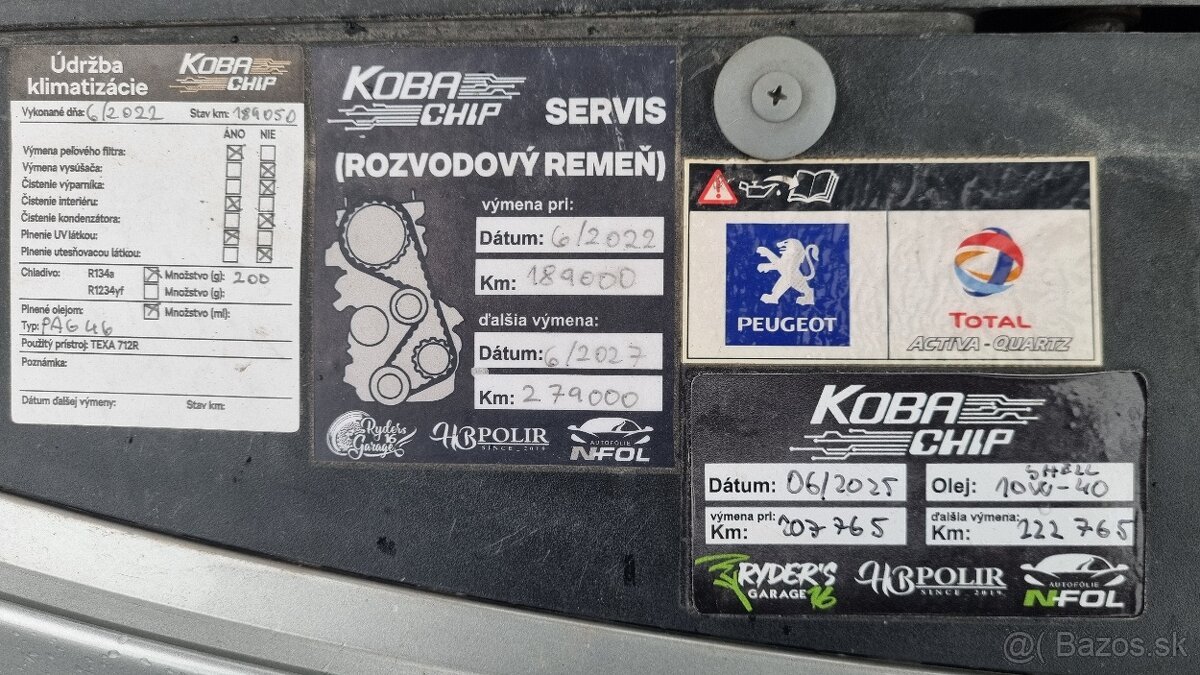 Údržba
klimatizácie
KOBA
CHIP
Vykonané dňa: 6/2022 Stav km: 189050
ÁNO NIE
Výmena peľového filtra:
Výmena vysúšača:
Čistenie výparníka:
Čistenie interiéru:
Čistenie kondenzátora:
Plnenie UV látkou:
Plnenie utesňovacou látkou:
Chladivo: R134a Množstvo (g): 200
R1234yf Množstvo (g):
Plnené olejom: Množstvo (ml):
Typ: PAG 46
Použitý prístroj: TEXA 712R
Poznámka:
Dátum ďalšej výmeny: Stav km:
KOBA
CHIP
SERVIS
(ROZVODOVÝ REMEŇ)
výmena pri:
Dátum: 6/2022
Km: 189000
ďalšia výmena:
Dátum: 6/2027
Km: 279000
Ryders
16
Garage
HB POLIR
SINCE 2019
AUTOFÓLIE
N-FOL
PEUGEOT
TOTAL
ACTIVA - QUARTZ
KOBA
CHIP
Dátum: 06/2025
Olej: SHELL 10W-40
výmena pri:
Km: 207765
ďalšia výmena:
Km: 222765
RYDER'S
GARAGE 16
HB POLIR
SINCE 2019
AUTOFÓLIE
N-FOL
@( Bazos.sk